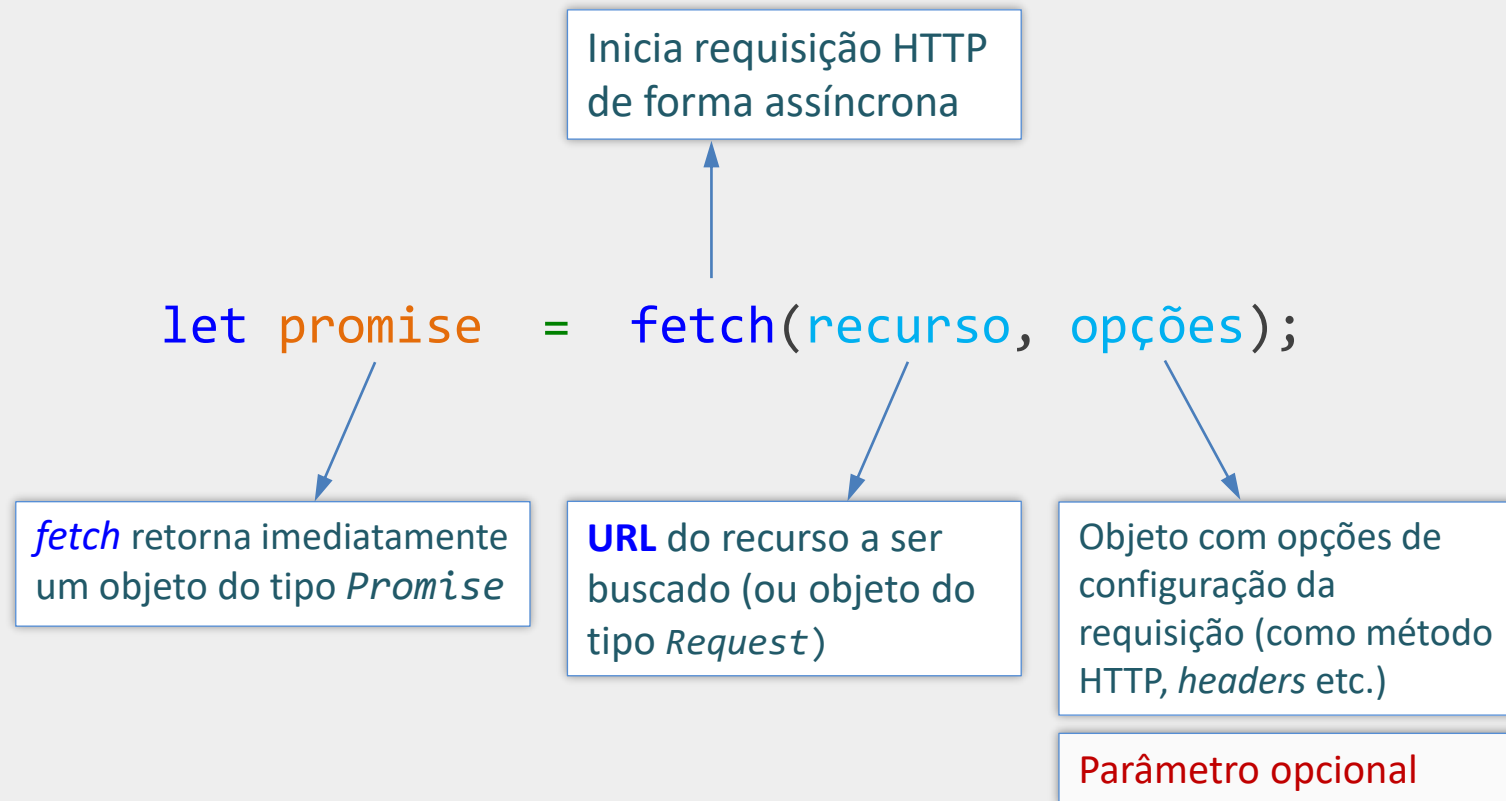 Inicia requisição HTTP
de forma assíncrona
let promise = fetch(recurso, opções);
fetch retorna imediatamente
um objeto do tipo Promise
URL do recurso a ser
buscado (ou objeto do
tipo Request)
Objeto com opções de
configuração da
requisição (como método
HTTP, headers etc.)
Parâmetro opcional